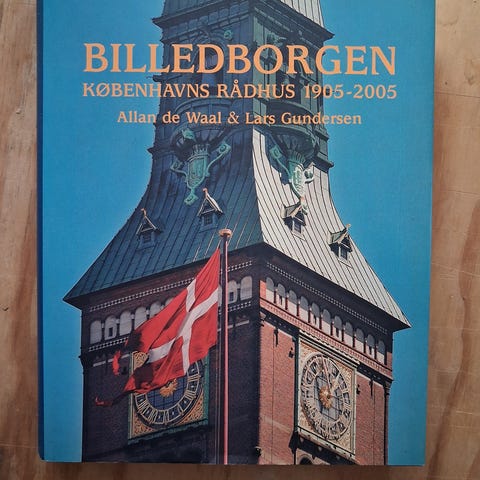 BILLEDBORGEN
KØBENHAVNS RÅDHUS 1905-2005
Allan de Waal & Lars Gundersen